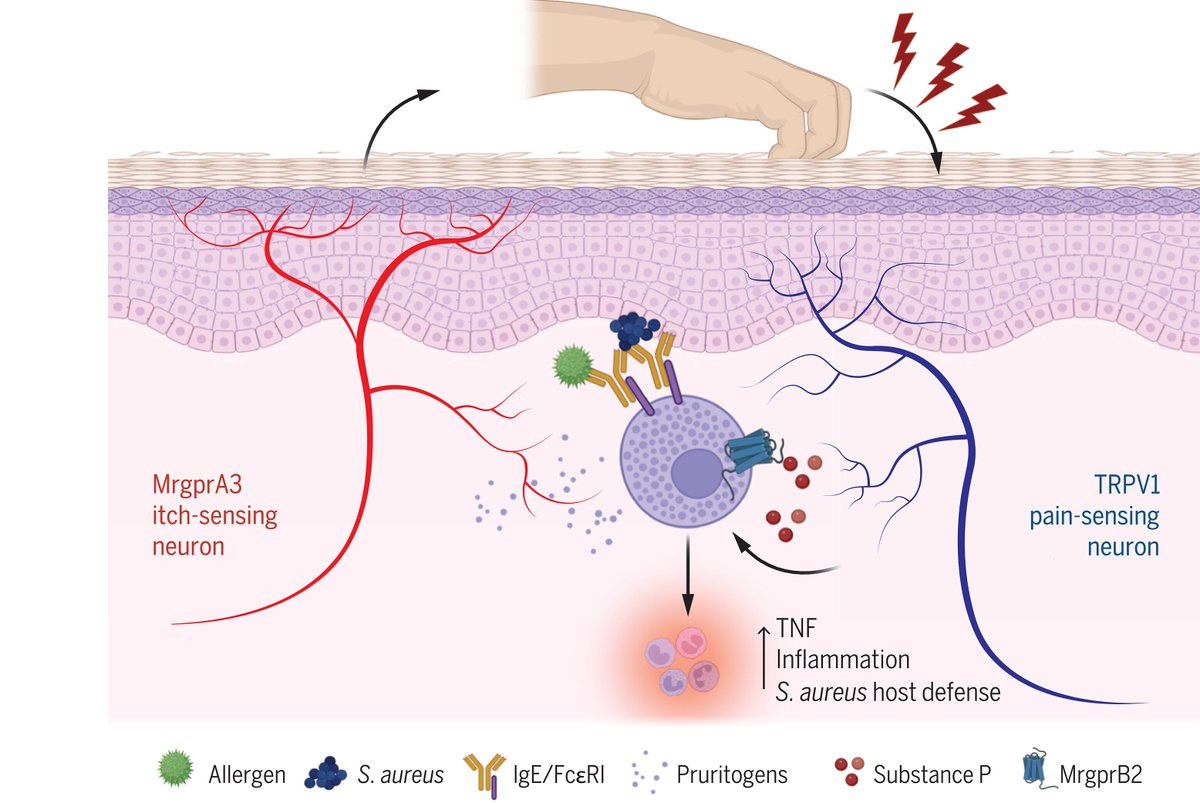 MrgprA3
itch-sensing
neuron
TRPV1
pain-sensing
neuron
TNF
Inflammation
S. aureus host defense
Allergen
S. aureus
IgE/FcεRI
Pruritogens
Substance P
MrgprB2